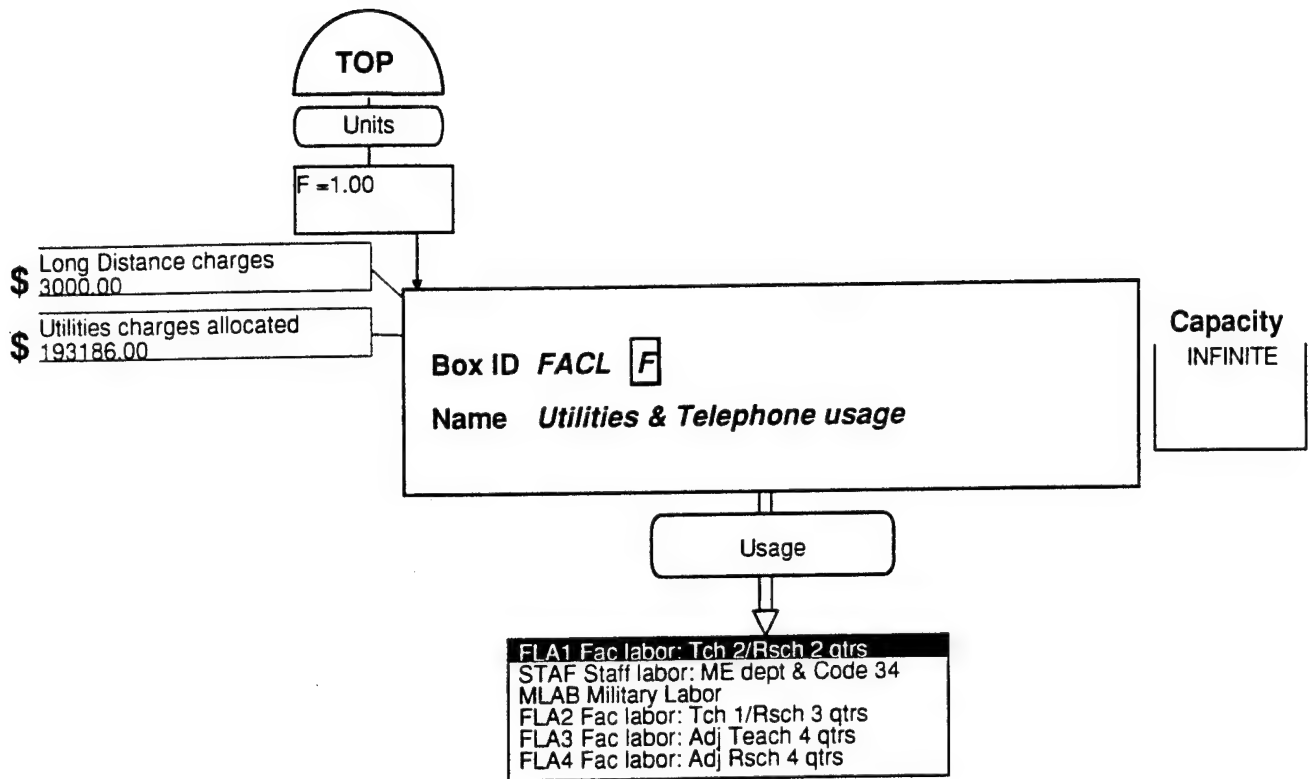 TOP
Units
F =1.00
$ Long Distance charges
3000.00
$ Utilities charges allocated
193186.00
Box ID FACL F
Name Utilities & Telephone usage
Capacity
INFINITE
Usage
FLA1 Fac labor: Tch 2/Rsch 2 qtrs
STAF Staff labor: ME dept & Code 34
MLAB Military Labor
FLA2 Fac labor: Tch 1/Rsch 3 qtrs
FLA3 Fac labor: Adj Teach 4 qtrs
FLA4 Fac labor: Adj Rsch 4 qtrs